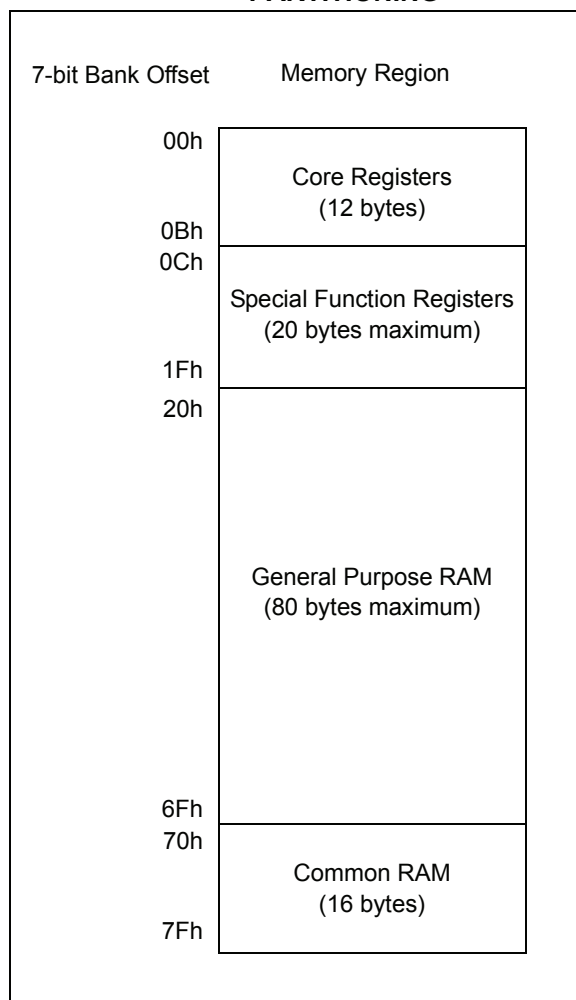 7-bit Bank Offset Memory Region
00h
Core Registers
(12 bytes)
0Bh
0Ch
Special Function Registers
(20 bytes maximum)
1Fh
20h
General Purpose RAM
(80 bytes maximum)
6Fh
70h
Common RAM
(16 bytes)
7Fh